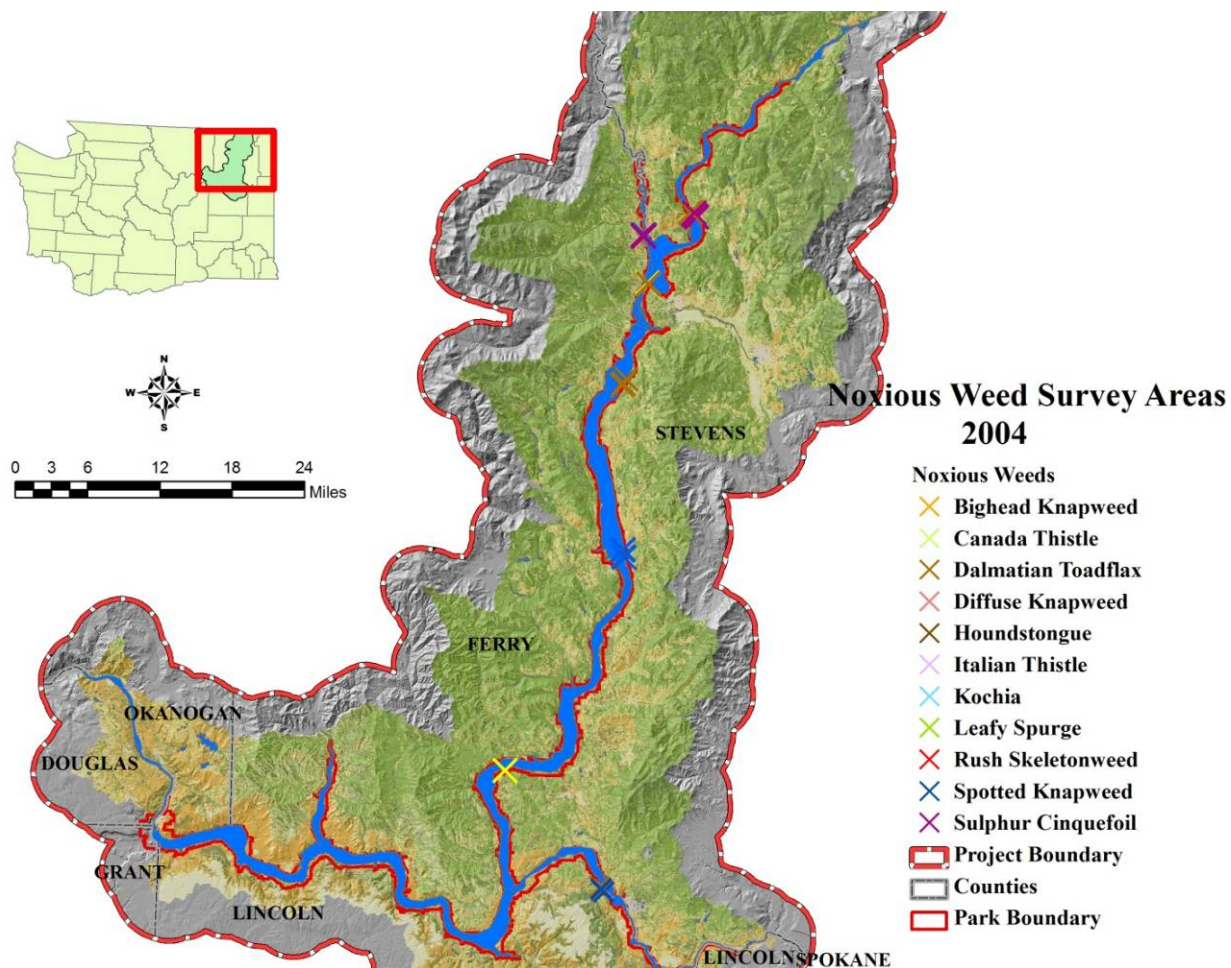 N
W E
S
0 3 6 12 18 24
Miles
STEVENS
FERRY
OKANOGAN
DOUGLAS
GRANT
LINCOLN
LINCOLN
SPOKANE
Noxious Weed Survey Areas
2004
Noxious Weeds
Bighead Knapweed
Canada Thistle
Dalmatian Toadflax
Diffuse Knapweed
Houndstongue
Italian Thistle
Kochia
Leafy Spurge
Rush Skeletonweed
Spotted Knapweed
Sulphur Cinquefoil
Project Boundary
Counties
Park Boundary